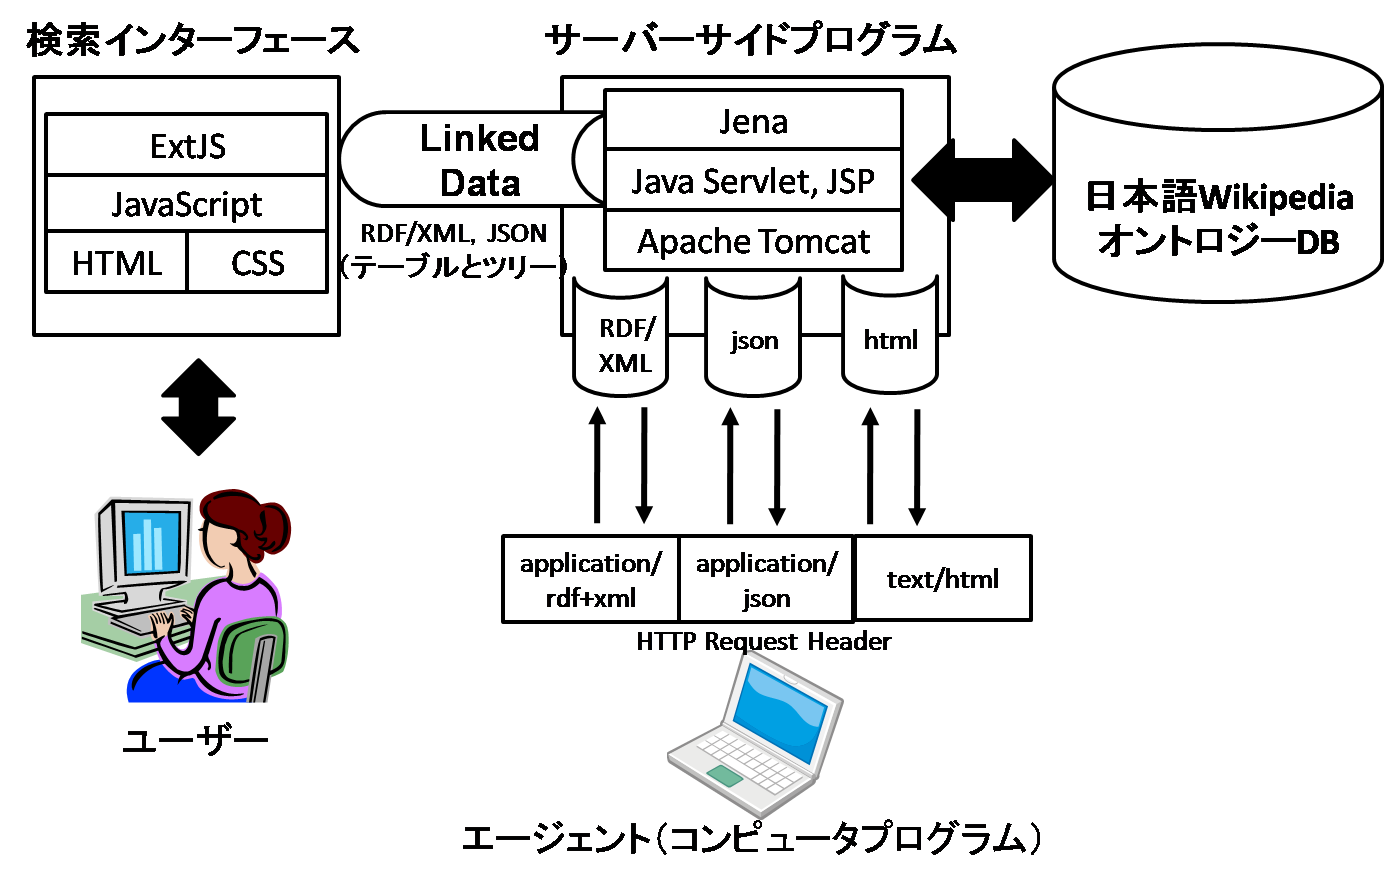 検索インターフェース
サーバーサイドプログラム
ExtJS
JavaScript
HTML
CSS
Linked
Data
RDF/XML, JSON
(テーブルとツリー)
Jena
Java Servlet, JSP
Apache Tomcat
日本語Wikipedia
オントロジーDB
RDF/
XML
json
html
application/
rdf+xml
application/
json
text/html
HTTP Request Header
ユーザー
エージェント(コンピュータプログラム)